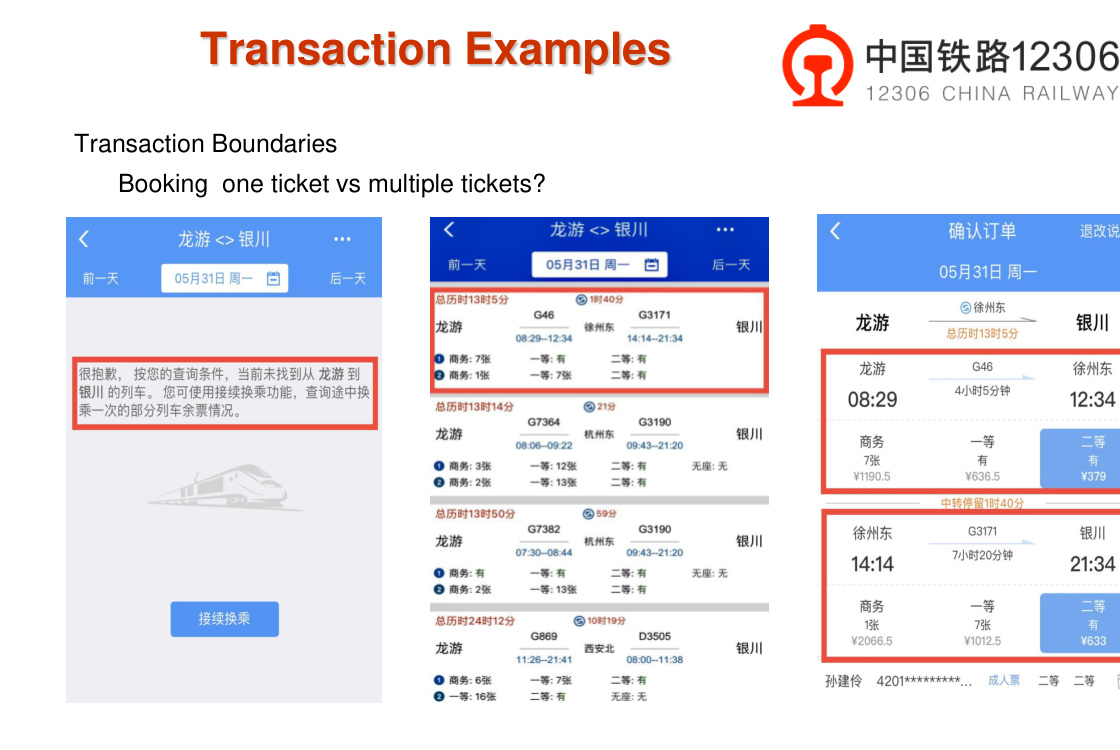 Transaction Examples
中国铁路12306
12306 CHINA RAILWAY
Transaction Boundaries
Booking one ticket vs multiple tickets?
龙游 <> 银川
前一天 05月31日 周一 后一天
很抱歉， 按您的查询条件，当前未找到从 龙游 到
银川 的列车。 您可使用接续换乘功能，查询途中换
乘一次的部分列车余票情况。
接续换乘
龙游 <> 银川
前一天 05月31日 周一 后一天
总历时13时5分 1时40分
G46 G3171
龙游 徐州东 银川
08:29--12:34 14:14--21:34
1 商务: 7张 一等: 有 二等: 有
2 商务: 1张 一等: 7张 二等: 有
总历时13时14分 21分
G7364 G3190
龙游 杭州东 银川
08:06--09:22 09:43--21:20
1 商务: 3张 一等: 12张 二等: 有 无座: 无
2 商务: 2张 一等: 13张 二等: 有
总历时13时50分 59分
G7382 G3190
龙游 杭州东 银川
07:30--08:44 09:43--21:20
1 商务: 有 一等: 有 二等: 有 无座: 无
2 商务: 2张 一等: 13张 二等: 有
总历时24时12分 10时19分
G869 D3505
龙游 西安北 银川
11:26--21:41 08:00--11:38
1 商务: 6张 一等: 7张 二等: 有
2 一等: 16张 二等: 有 无座: 无
确认订单 退改说
05月31日 周一
徐州东
龙游 银川
总历时13时5分
龙游 G46 徐州东
08:29 4小时5分钟 12:34
商务 一等 二等
7张 有 有
¥1190.5 ¥636.5 ¥379
中转停留1时40分
徐州东 G3171 银川
14:14 7小时20分钟 21:34
商务 一等 二等
1张 7张 有
¥2066.5 ¥1012.5 ¥633
孙建伶 4201*********... 成人票 二等 二等